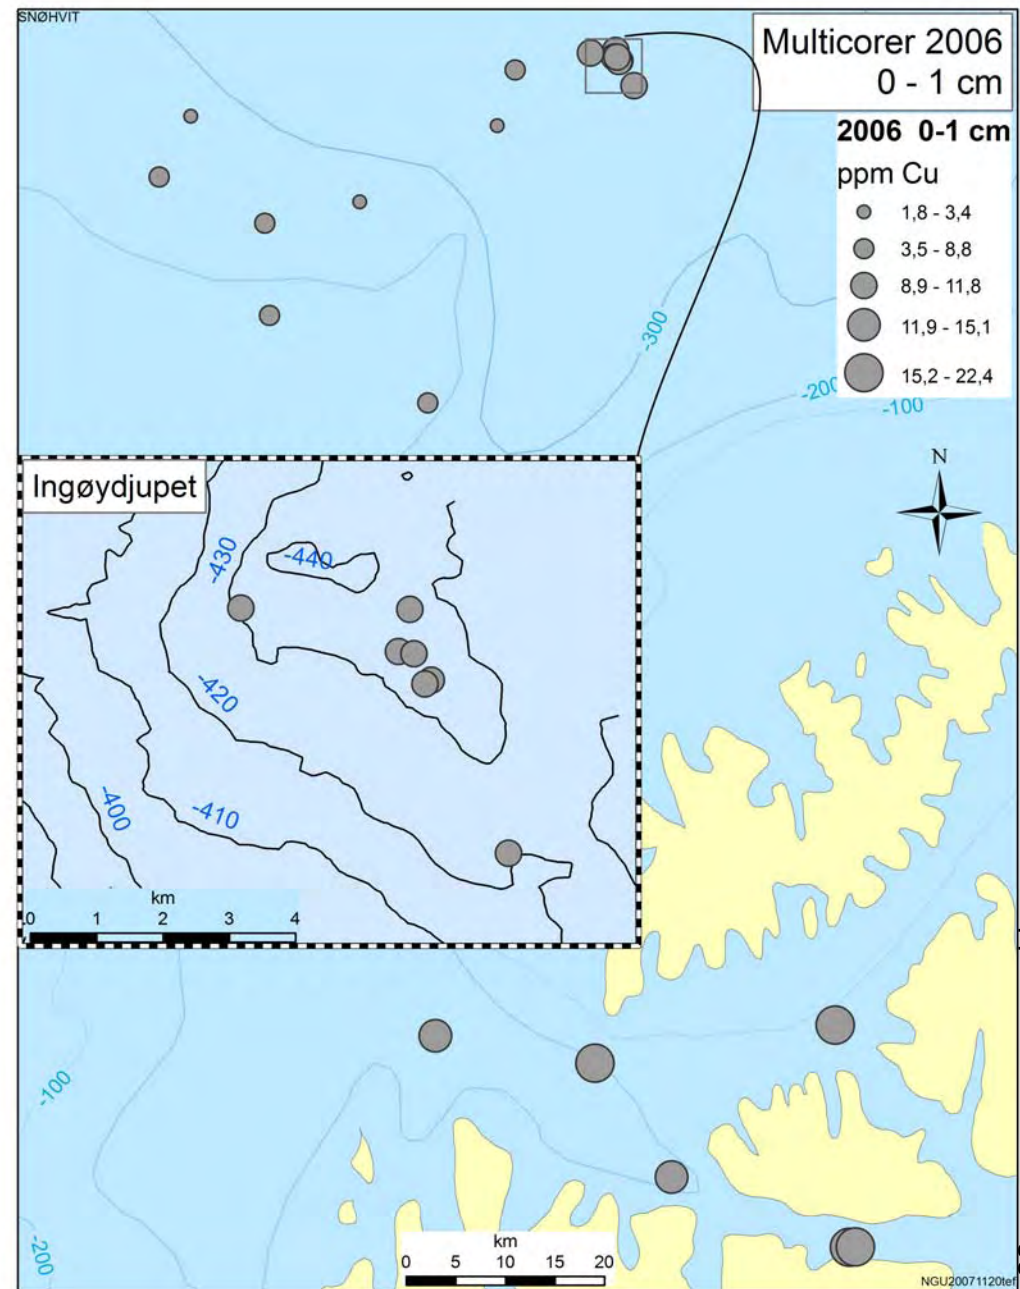 SNØHVIT
Multicorer 2006
0 - 1 cm
2006 0-1 cm
ppm Cu
1,8 - 3,4
3,5 - 8,8
8,9 - 11,8
11,9 - 15,1
15,2 - 22,4
-300
-200
-100
N
Ingøydjupet
-430
-440
-420
-400
-410
km
0 1 2 3 4
-100
-200
km
0 5 10 15 20
NGU20071120tef